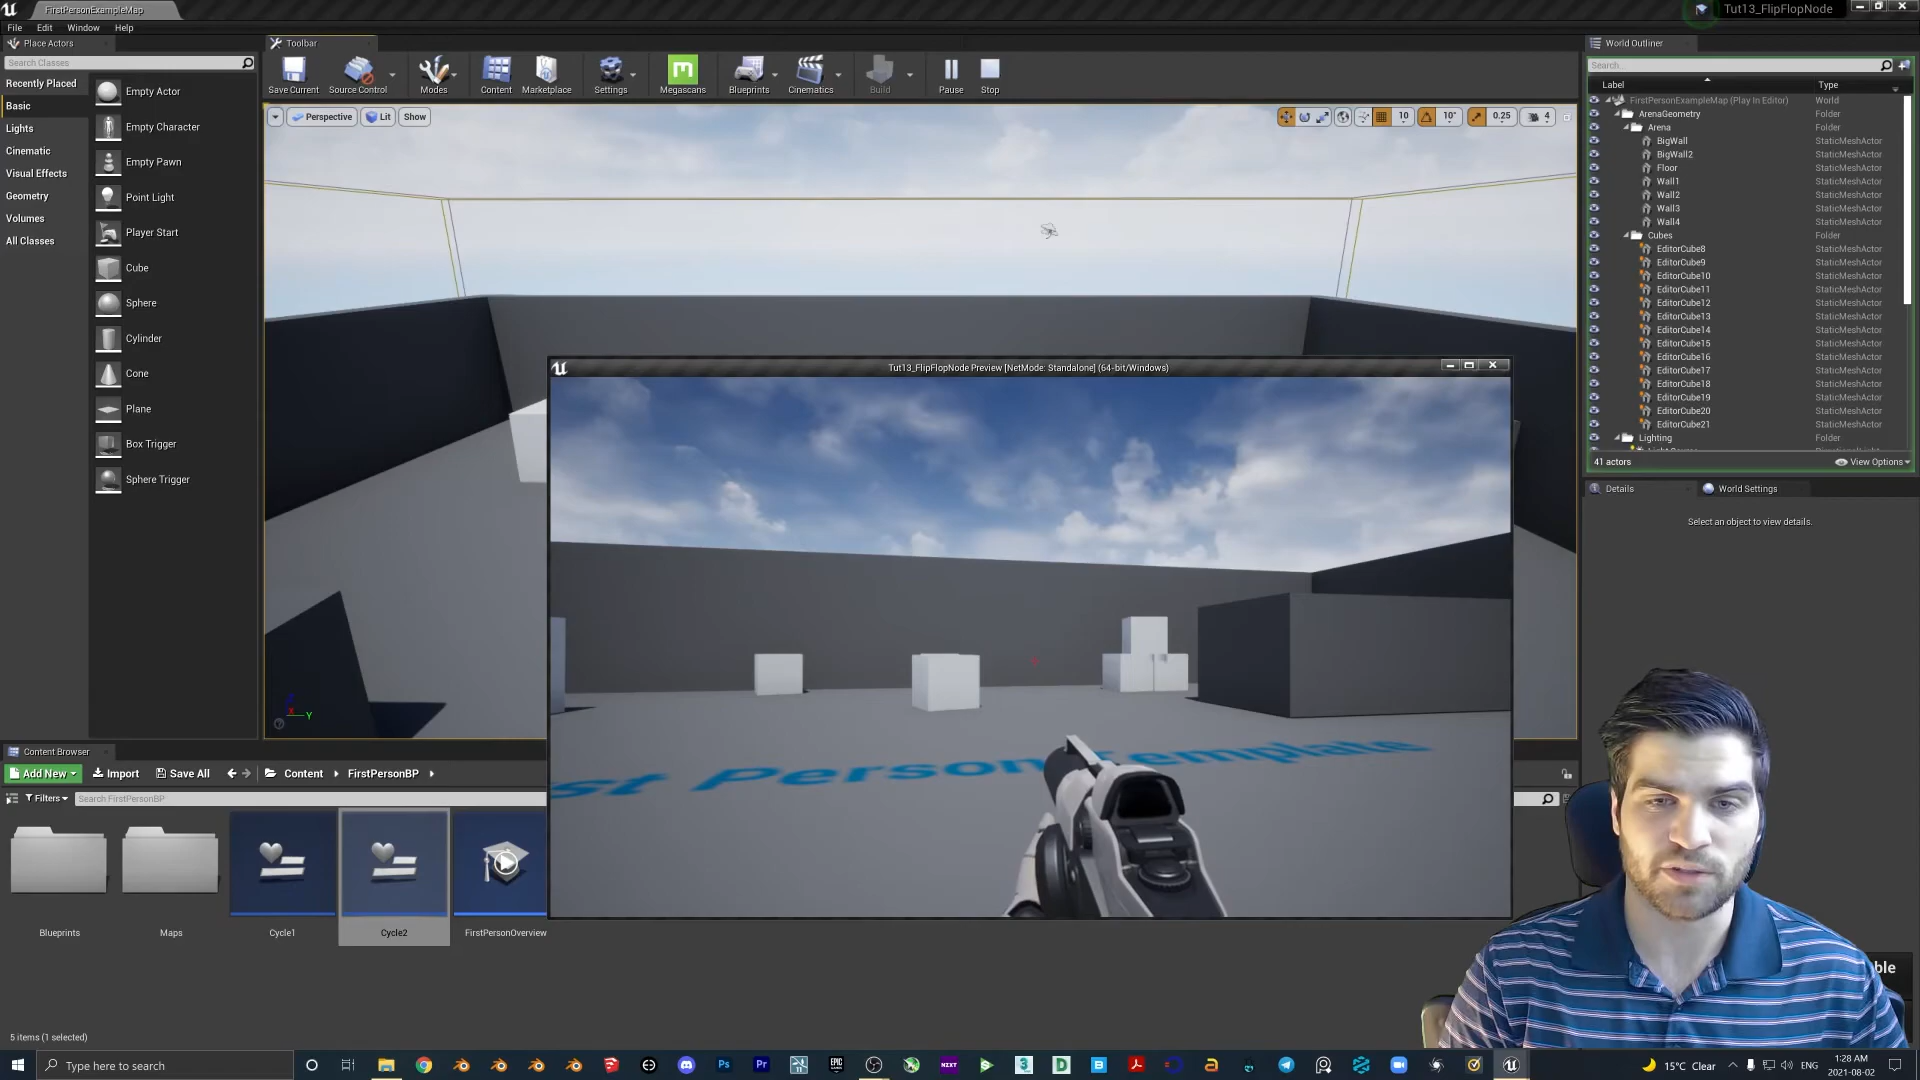 FirstPersonExampleMap
Tut13_FlipFlopNode
File Edit Window Help
Place Actors
Search Classes
Recently Placed
Basic
Lights
Cinematic
Visual Effects
Geometry
Volumes
All Classes
Empty Actor
Empty Character
Empty Pawn
Point Light
Player Start
Cube
Sphere
Cylinder
Cone
Plane
Box Trigger
Sphere Trigger
Toolbar
Save Current Source Control Modes Content Marketplace Settings Megascans Blueprints Cinematics Build Pause Stop
Perspective Lit Show
10 10° 0.25 4
World Outliner
Search...
Label Type
FirstPersonExampleMap (Play In Editor) World
ArenaGeometry Folder
Arena Folder
BigWall StaticMeshActor
BigWall2 StaticMeshActor
Floor StaticMeshActor
Wall1 StaticMeshActor
Wall2 StaticMeshActor
Wall3 StaticMeshActor
Wall4 StaticMeshActor
Cubes Folder
EditorCube8 StaticMeshActor
EditorCube9 StaticMeshActor
EditorCube10 StaticMeshActor
EditorCube11 StaticMeshActor
EditorCube12 StaticMeshActor
EditorCube13 StaticMeshActor
EditorCube14 StaticMeshActor
EditorCube15 StaticMeshActor
EditorCube16 StaticMeshActor
EditorCube17 StaticMeshActor
EditorCube18 StaticMeshActor
EditorCube19 StaticMeshActor
EditorCube20 StaticMeshActor
EditorCube21 StaticMeshActor
Lighting Folder
41 actors View Options
Details World Settings
Select an object to view details.
Tut13_FlipFlopNode Preview [NetMode: Standalone] (64-bit/Windows)
st Person Template
X Y
Content Browser
Add New Import Save All Content FirstPersonBP
Filters Search FirstPersonBP
Blueprints Maps Cycle1 Cycle2 FirstPersonOverview
5 items (1 selected)
ble
Type here to search
15°C Clear ENG
1:28 AM
2021-08-02